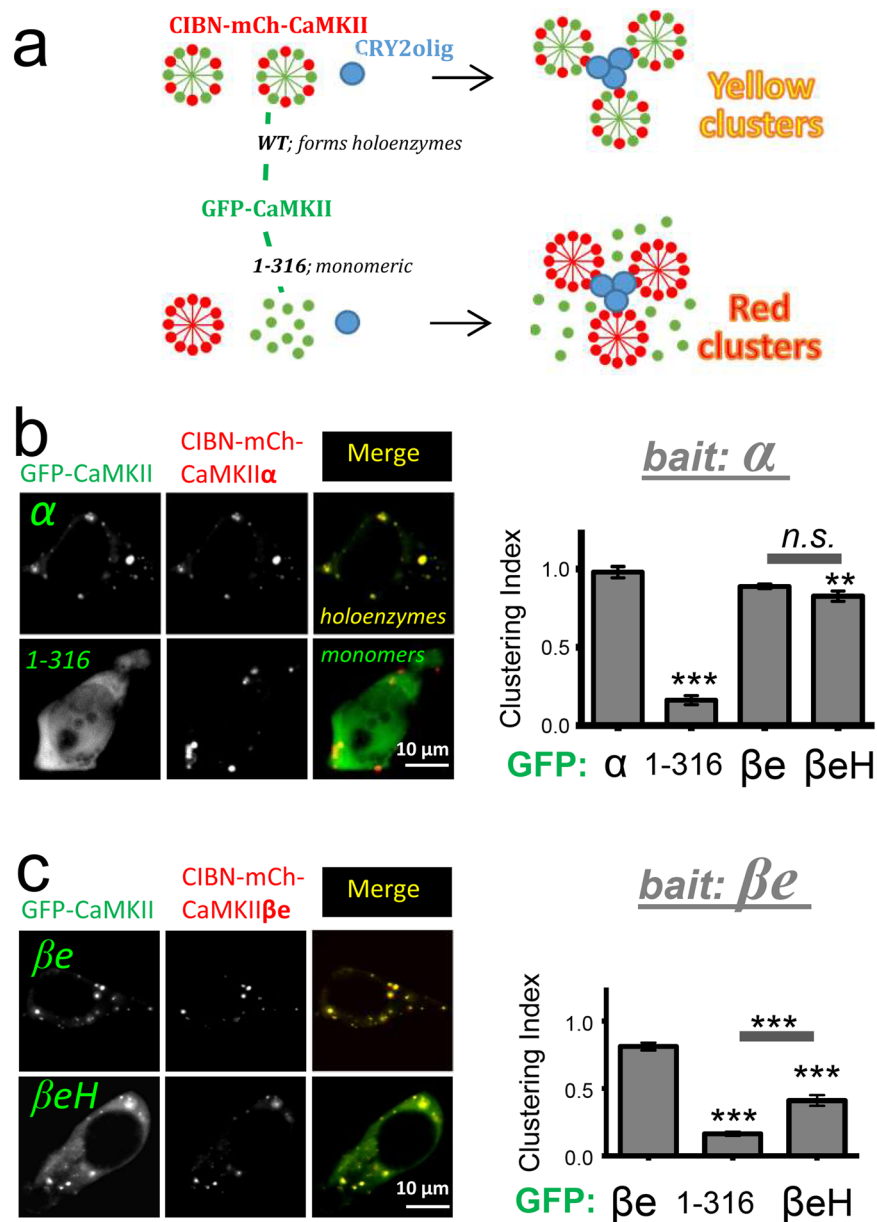 a
CIBN-mCh-CaMKII
CRY2olig
Yellow
clusters
WT; forms holoenzymes
GFP-CaMKII
1-316; monomeric
Red
clusters
b
GFP-CaMKII
CIBN-mCh-
CaMKIIα
Merge
α
holoenzymes
1-316
monomers
10 µm
bait: α
Clustering Index
1.0
0.5
0.0
***
n.s.
**
GFP: α 1-316 βe βeH
c
GFP-CaMKII
CIBN-mCh-
CaMKIIβe
Merge
βe
βeH
10 µm
bait: βe
Clustering Index
1.0
0.5
0.0
***
***
***
GFP: βe 1-316 βeH